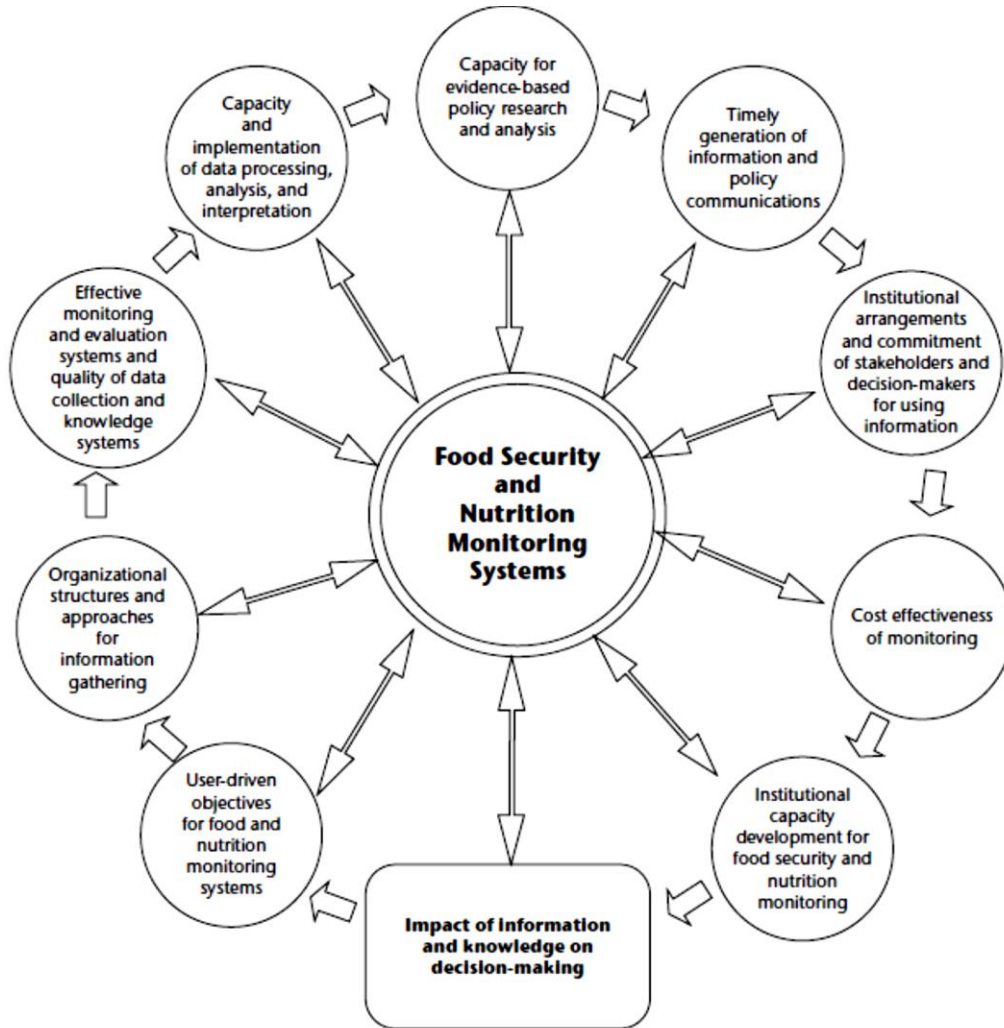 Capacity for
evidence-based
policy research
and analysis
Timely
generation of
information and
policy
communications
Institutional
arrangements
and commitment
of stakeholders and
decision-makers
for using
information
Cost effectiveness
of monitoring
Institutional
capacity
development for
food security and
nutrition
monitoring
Impact of information
and knowledge on
decision-making
User-driven
objectives
for food and
nutrition
monitoring
systems
Organizational
structures and
approaches
for
information
gathering
Effective
monitoring
and evaluation
systems and
quality of data
collection and
knowledge
systems
Capacity
and
implementation
of data processing,
analysis, and
interpretation
Food Security
and
Nutrition
Monitoring
Systems